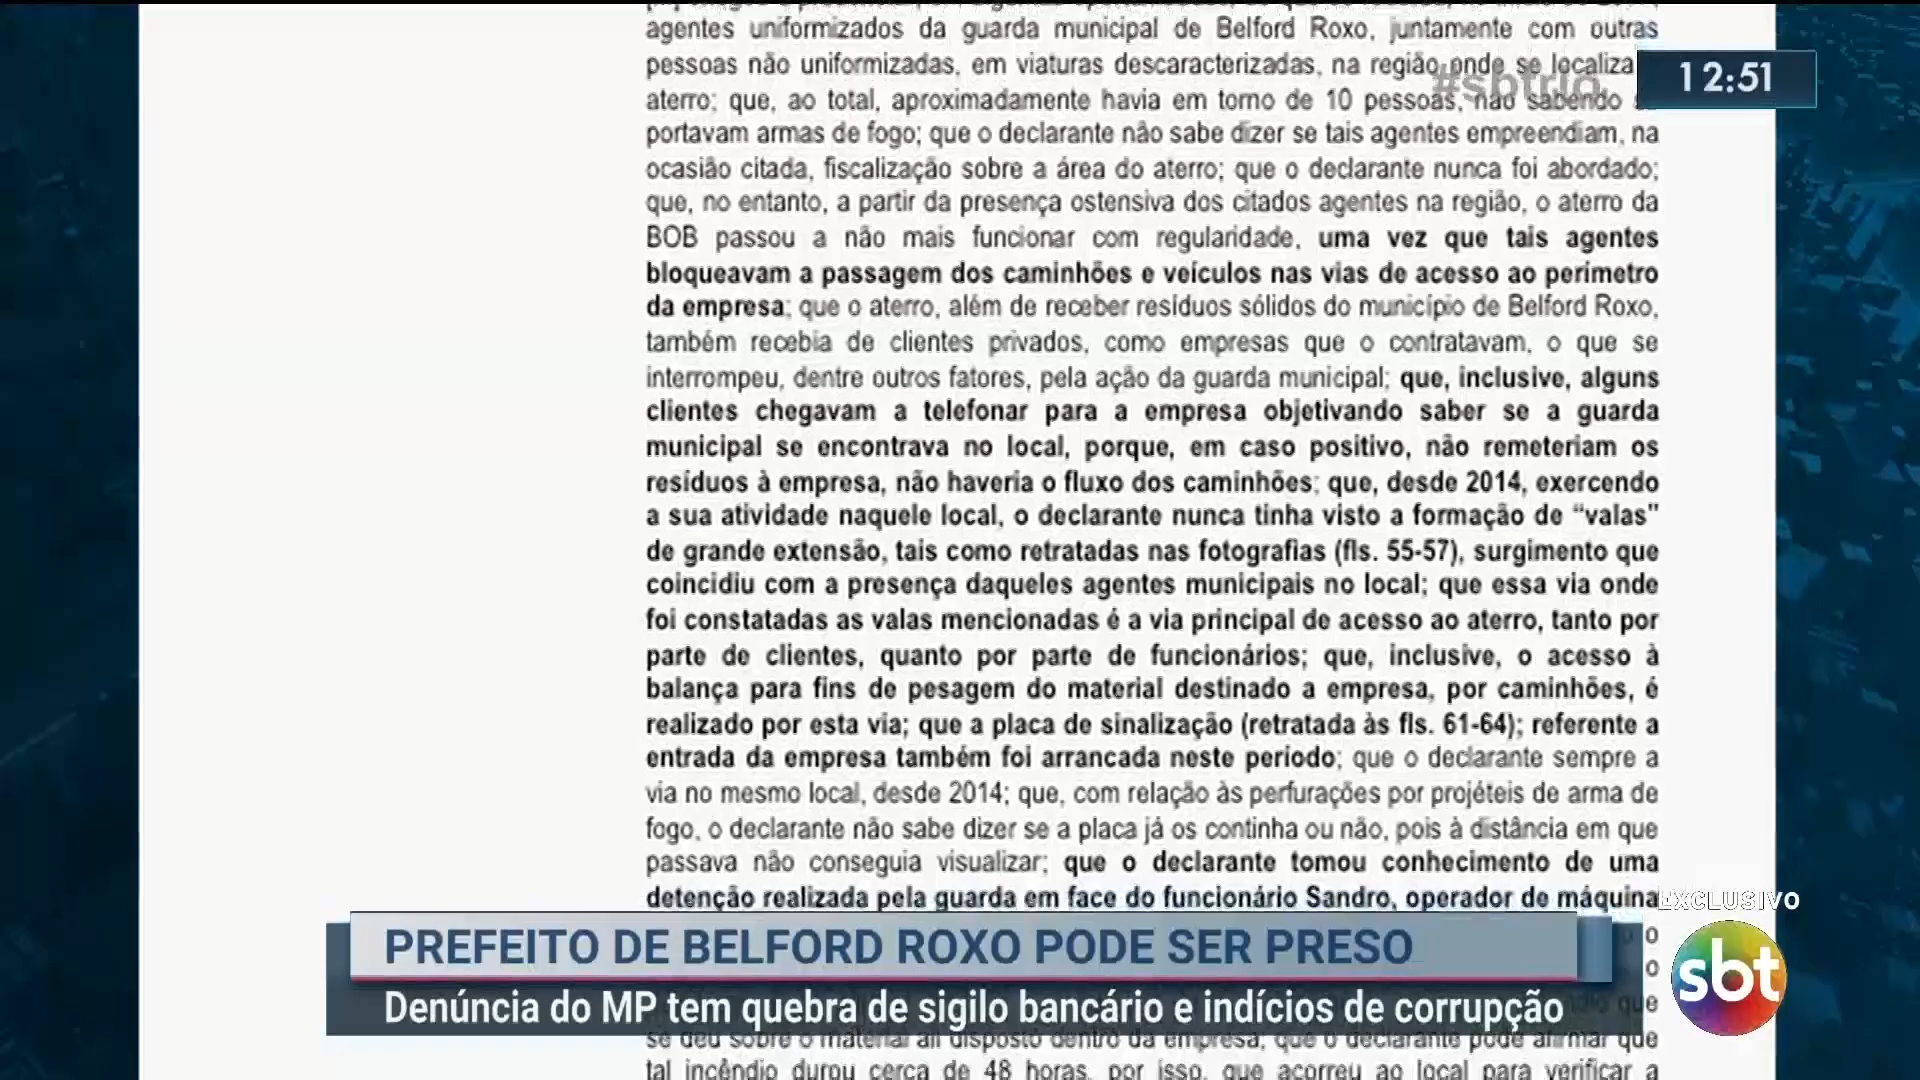 agentes uniformizados da guarda municipal de Belford Roxo, juntamente com outras
pessoas não uniformizadas, em viaturas descaracterizadas, na região onde se localiza
#sbtrio
12:51
aterro; que, ao total, aproximadamente havia em torno de 10 pessoas, não sabendo
portavam armas de fogo; que o declarante não sabe dizer se tais agentes empreendiam, na
ocasião citada, fiscalização sobre a área do aterro; que o declarante nunca foi abordado;
que, no entanto, a partir da presença ostensiva dos citados agentes na região, o aterro da
BOB passou a não mais funcionar com regularidade, uma vez que tais agentes
bloqueavam a passagem dos caminhões e veículos nas vias de acesso ao perímetro
da empresa; que o aterro, além de receber resíduos sólidos do município de Belford Roxo,
também recebia de clientes privados, como empresas que o contratavam, o que se
interrompeu, dentre outros fatores, pela ação da guarda municipal; que, inclusive, alguns
clientes chegavam a telefonar para a empresa objetivando saber se a guarda
municipal se encontrava no local, porque, em caso positivo, não remeteriam os
resíduos à empresa, não haveria o fluxo dos caminhões; que, desde 2014, exercendo
a sua atividade naquele local, o declarante nunca tinha visto a formação de “valas”
de grande extensão, tais como retratadas nas fotografias (fls. 55-57), surgimento que
coincidiu com a presença daqueles agentes municipais no local; que essa via onde
foi constatadas as valas mencionadas é a via principal de acesso ao aterro, tanto por
parte de clientes, quanto por parte de funcionários; que, inclusive, o acesso à
balança para fins de pesagem do material destinado a empresa, por caminhões, é
realizado por esta via; que a placa de sinalização (retratada às fls. 61-64); referente a
entrada da empresa também foi arrancada neste período; que o declarante sempre a
via no mesmo local, desde 2014; que, com relação às perfurações por projéteis de arma de
fogo, o declarante não sabe dizer se a placa já os continha ou não, pois à distância em que
passava não conseguia visualizar; que o declarante tomou conhecimento de uma
detenção realizada pela guarda em face do funcionário Sandro, operador de máquina
EXCLUSIVO
sbt
PREFEITO DE BELFORD ROXO PODE SER PRESO
Denúncia do MP tem quebra de sigilo bancário e indícios de corrupção
que
se deu sobre o material ali disposto dentro da empresa; que o declarante pode afirmar que
tal incêndio durou cerca de 48 horas, por isso, que acorreu ao local para verificar a